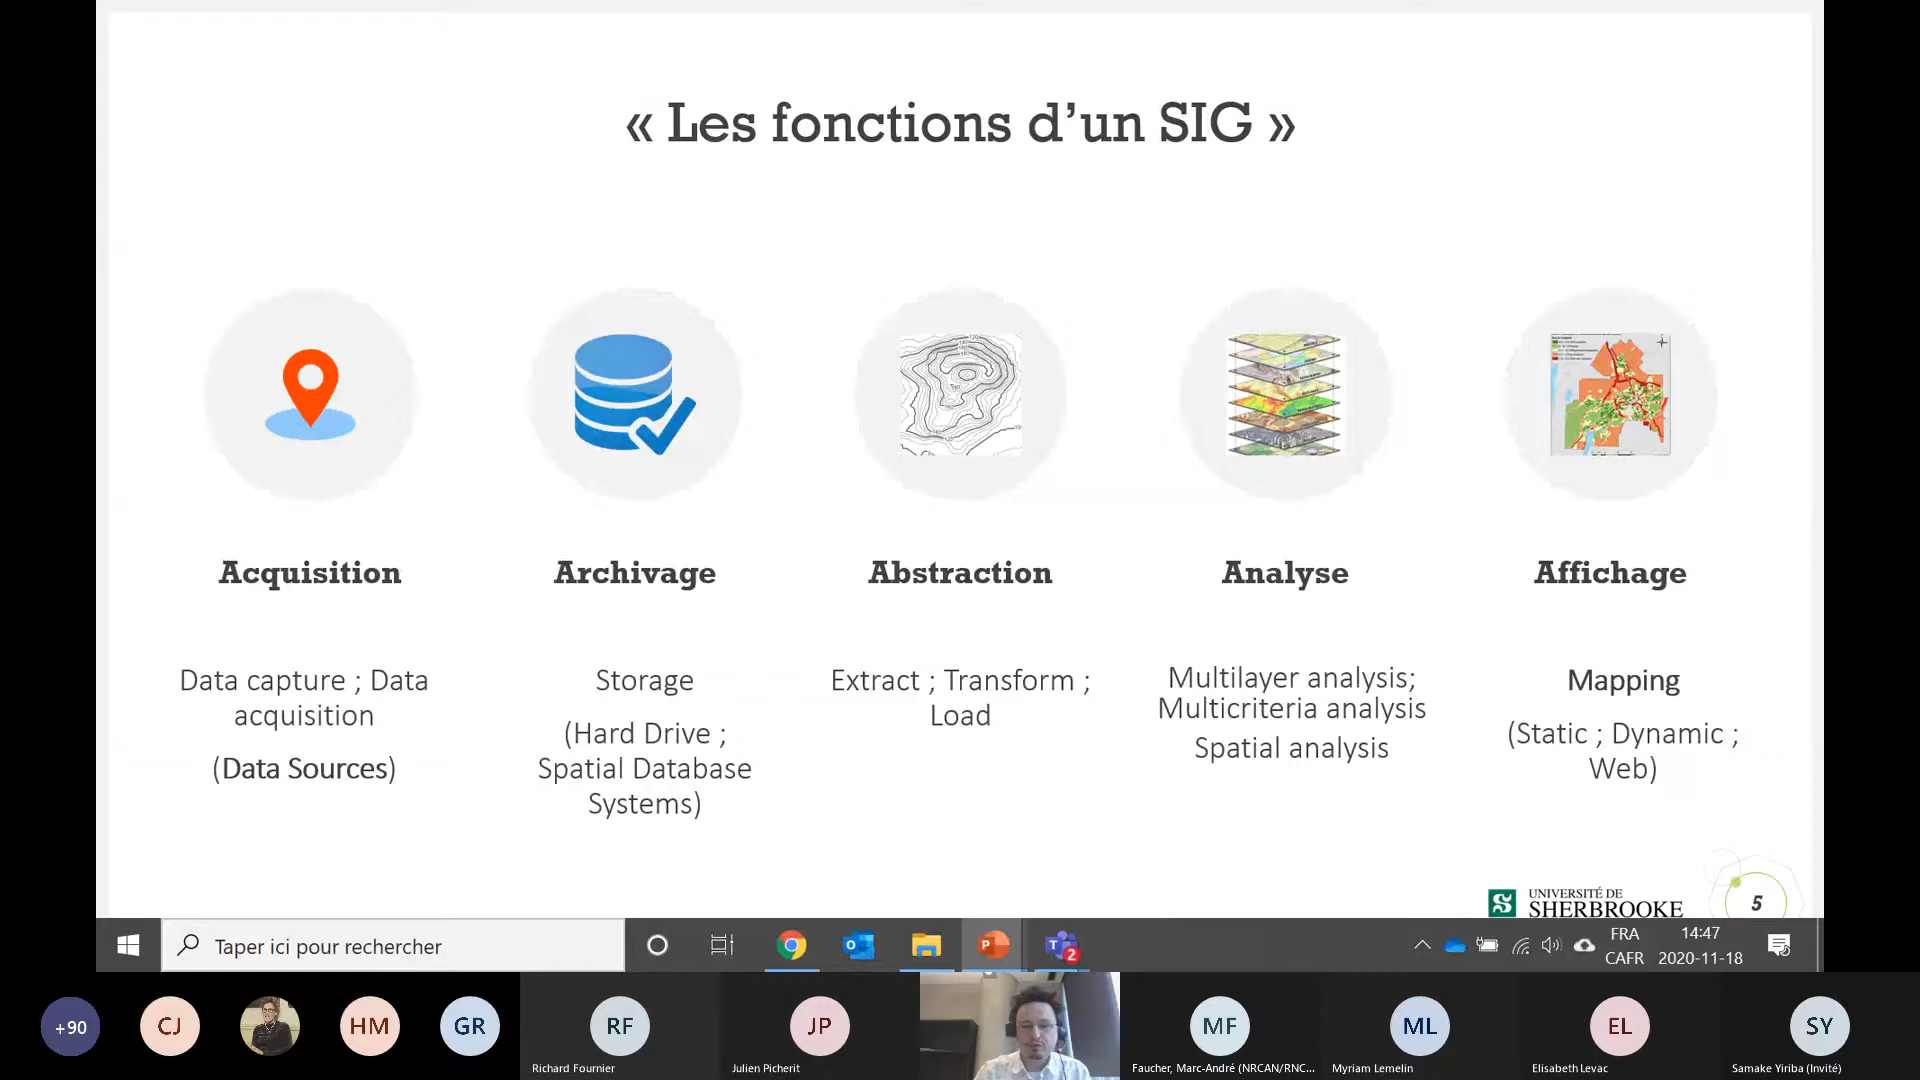 « Les fonctions d’un SIG »
Acquisition
Archivage
Abstraction
Analyse
Affichage
Data capture ; Data
acquisition
(Data Sources)
Storage
(Hard Drive ;
Spatial Database
Systems)
Extract ; Transform ;
Load
Multilayer analysis;
Multicriteria analysis
Spatial analysis
Mapping
(Static ; Dynamic ;
Web)
UNIVERSITÉ DE
SHERBROOKE
5
Taper ici pour rechercher
2
FRA
CAFR
14:47
2020-11-18
+90
CJ
HM
GR
RF
Richard Fournier
JP
Julien Picherit
MF
Faucher, Marc-André (NRCAN/RNC...
ML
Myriam Lemelin
EL
Elisabeth Levac
SY
Samake Yiriba (Invité)